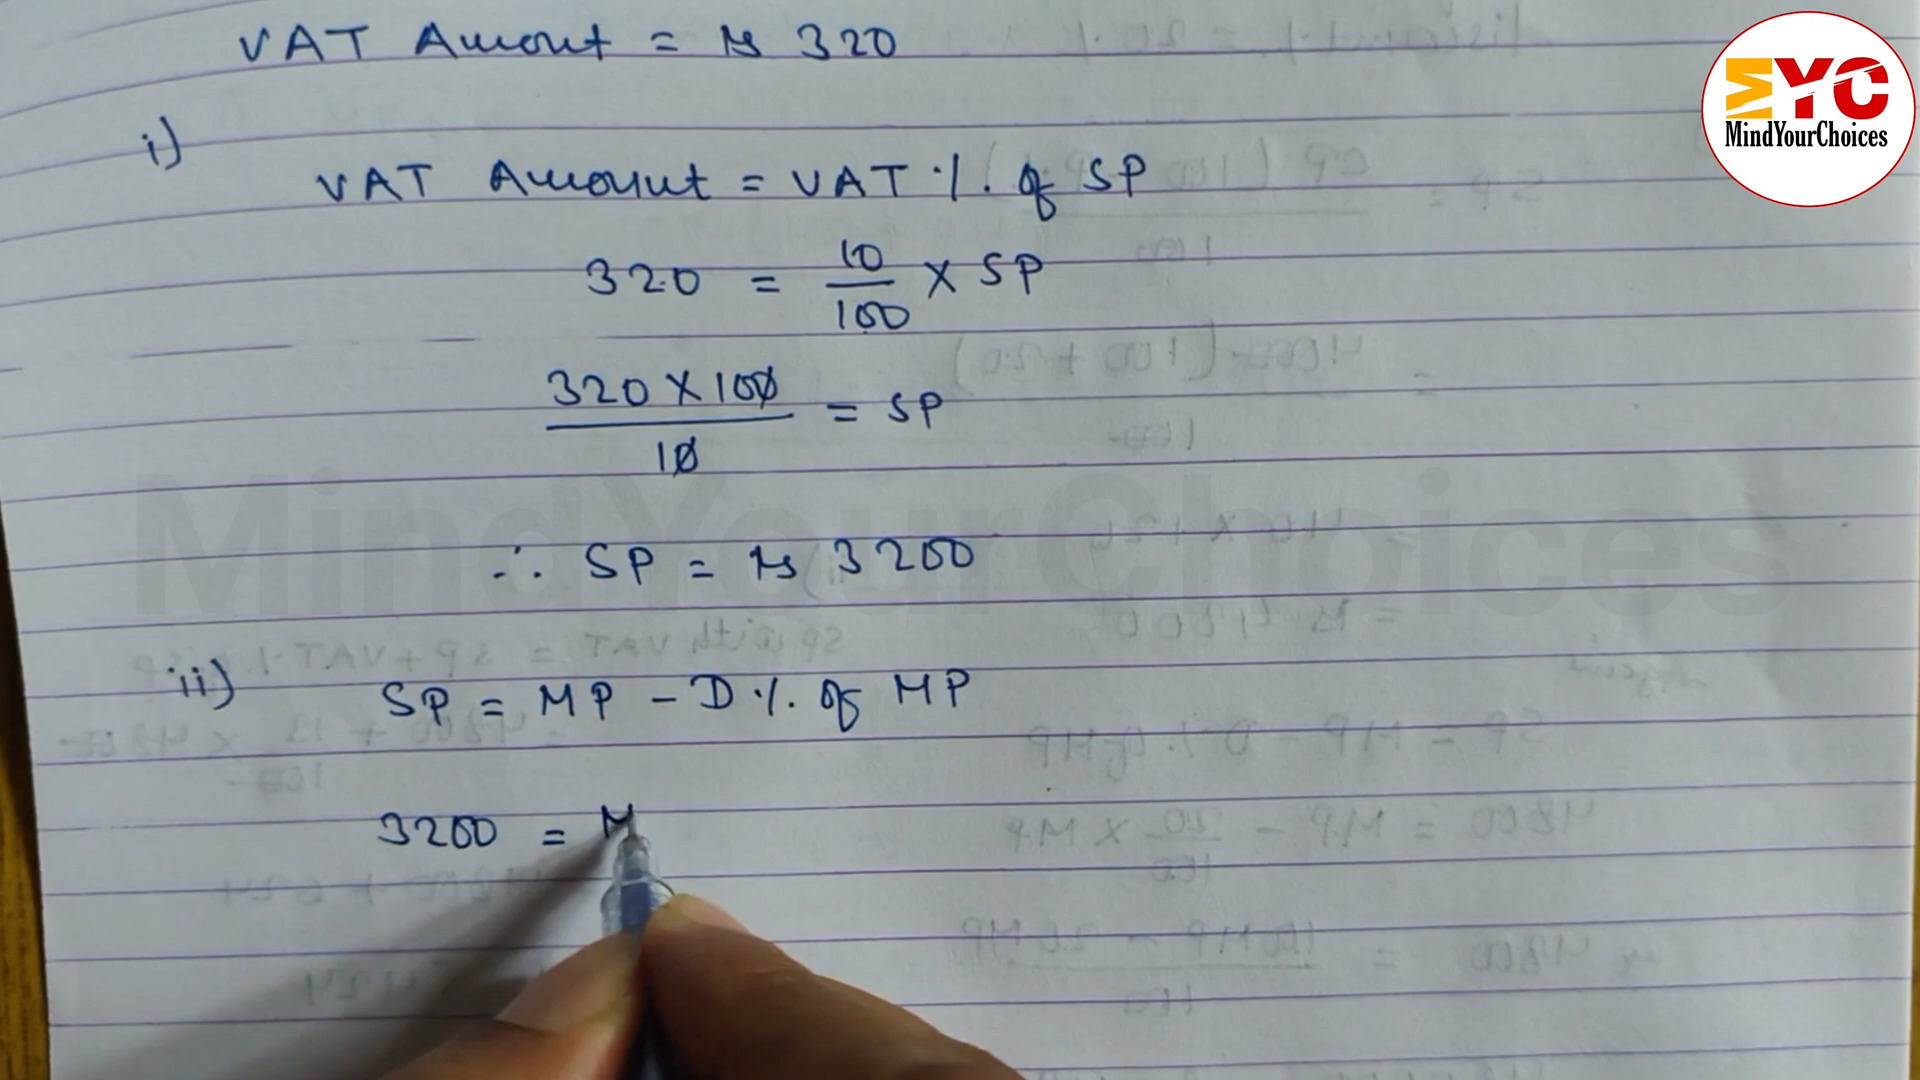 VAT Amount = Rs 320
MYC
MindYourChoices
i)
VAT Amount = VAT %. of SP
320 = 10/100 X SP
320 X 100/10 = SP
∴ SP = Rs 3200
MindYourChoices
ii) SP = MP - D %. of MP
3200 = M